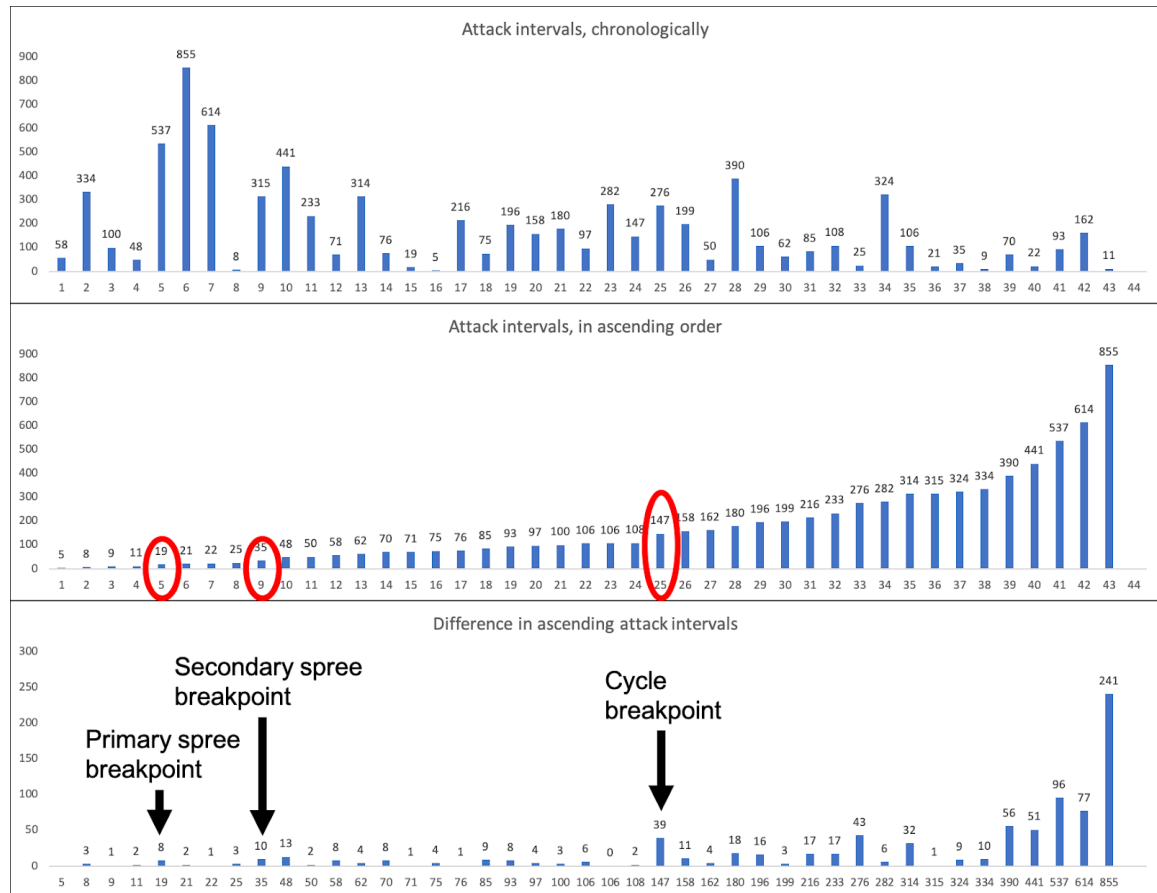 Attack intervals, chronologically
900
800
700
600
500
400
300
200
100
0
58 334 100 48 537 855 614 8 315 441 233 71 314 76 19 5 216 75 196 158 180 97 282 147 276 199 50 390 106 62 85 108 25 324 106 21 35 9 70 22 93 162 11
1 2 3 4 5 6 7 8 9 10 11 12 13 14 15 16 17 18 19 20 21 22 23 24 25 26 27 28 29 30 31 32 33 34 35 36 37 38 39 40 41 42 43 44
Attack intervals, in ascending order
900
800
700
600
500
400
300
200
100
0
5 8 9 11 19 21 22 25 35 48 50 58 62 70 71 75 76 85 93 97 100 106 106 108 147 158 162 180 196 199 216 233 276 282 314 315 324 334 390 441 537 614 855
1 2 3 4 5 6 7 8 9 10 11 12 13 14 15 16 17 18 19 20 21 22 23 24 25 26 27 28 29 30 31 32 33 34 35 36 37 38 39 40 41 42 43 44
Difference in ascending attack intervals
300
250
200
150
100
50
0
Primary spree
breakpoint
Secondary spree
breakpoint
Cycle
breakpoint
3 1 2 8 2 1 3 10 13 2 8 4 8 1 4 1 9 8 4 3 6 0 2 39 11 4 18 16 3 17 17 43 6 32 1 9 10 56 51 96 77 241
5 8 9 11 19 21 22 25 35 48 50 58 62 70 71 75 76 85 93 97 100 106 106 108 147 158 162 180 196 199 216 233 276 282 314 315 324 334 390 441 537 614 855